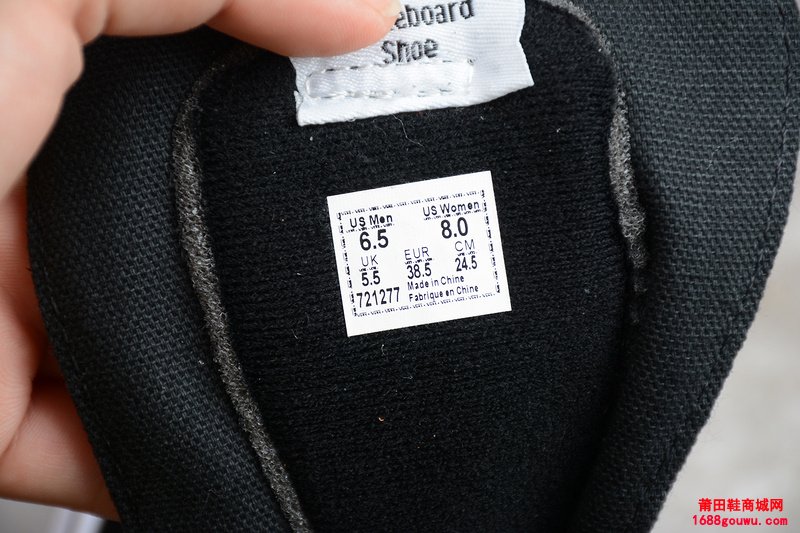 eboard
Shoe
US Men US Women
6.5 8.0
UK EUR CM
5.5 38.5 24.5
721277 Made in China
Fabrique en Chine
莆田鞋商城网
1688gouwu.com